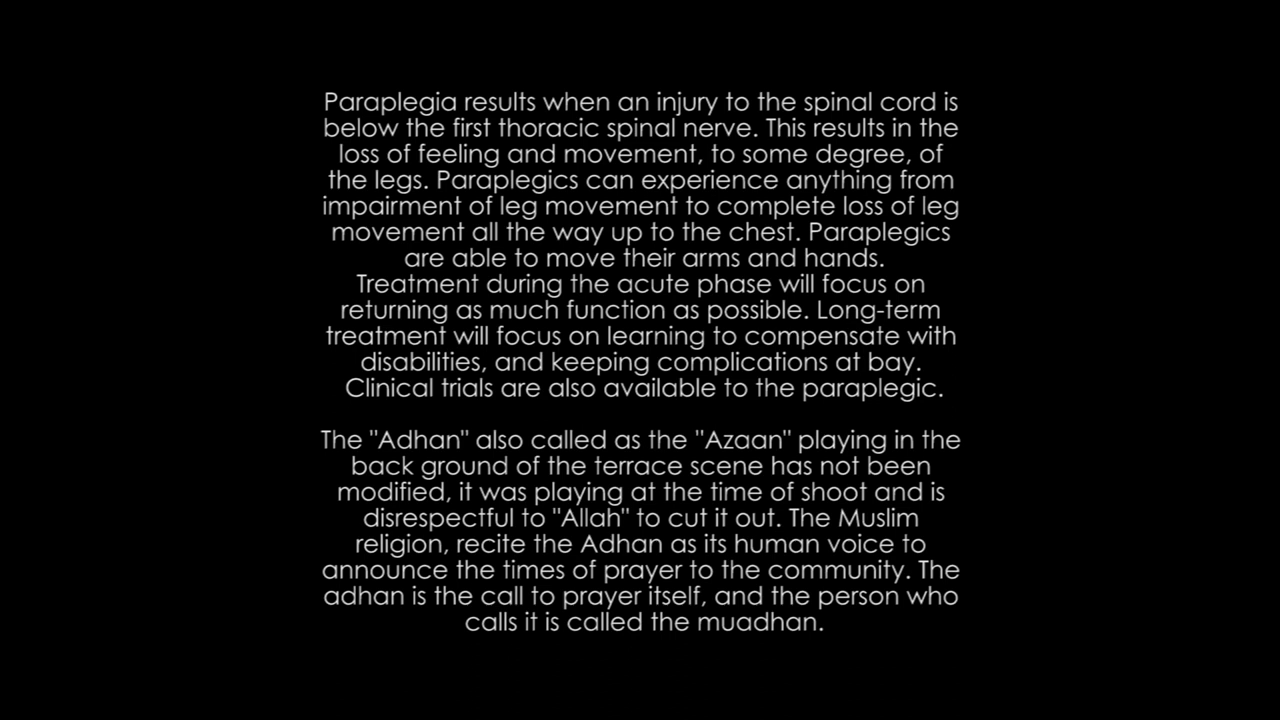 Paraplegia results when an injury to the spinal cord is
below the first thoracic spinal nerve. This results in the
loss of feeling and movement, to some degree, of
the legs. Paraplegics can experience anything from
impairment of leg movement to complete loss of leg
movement all the way up to the chest. Paraplegics
are able to move their arms and hands.
Treatment during the acute phase will focus on
returning as much function as possible. Long-term
treatment will focus on learning to compensate with
disabilities, and keeping complications at bay.
Clinical trials are also available to the paraplegic.
The "Adhan" also called as the "Azaan" playing in the
back ground of the terrace scene has not been
modified, it was playing at the time of shoot and is
disrespectful to "Allah" to cut it out. The Muslim
religion, recite the Adhan as its human voice to
announce the times of prayer to the community. The
adhan is the call to prayer itself, and the person who
calls it is called the muadhan.